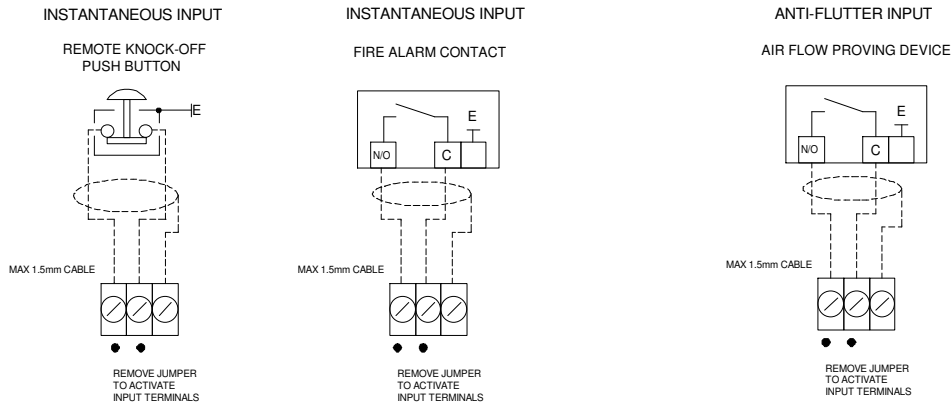 INSTANTANEOUS INPUT
REMOTE KNOCK-OFF
PUSH BUTTON
E
MAX 1.5mm CABLE
REMOVE JUMPER
TO ACTIVATE
INPUT TERMINALS
INSTANTANEOUS INPUT
FIRE ALARM CONTACT
E
N/O
C
MAX 1.5mm CABLE
REMOVE JUMPER
TO ACTIVATE
INPUT TERMINALS
ANTI-FLUTTER INPUT
AIR FLOW PROVING DEVICE
E
N/O
C
MAX 1.5mm CABLE
REMOVE JUMPER
TO ACTIVATE
INPUT TERMINALS